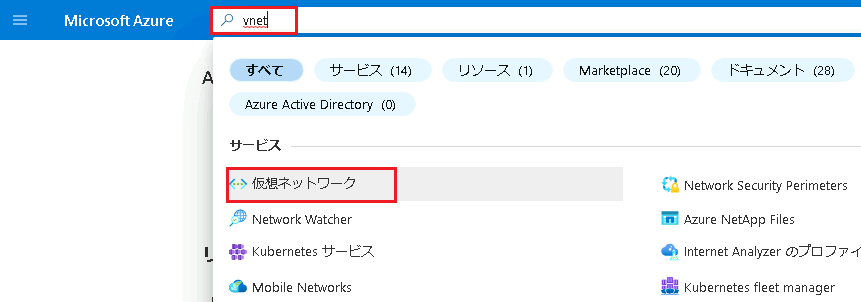 Microsoft Azure
vnet
すべて
サービス (14)
リソース (1)
Marketplace (20)
ドキュメント (28)
Azure Active Directory (0)
サービス
仮想ネットワーク
Network Security Perimeters
Network Watcher
Azure NetApp Files
Kubernetes サービス
Internet Analyzer のプロファイ
Mobile Networks
Kubernetes fleet manager